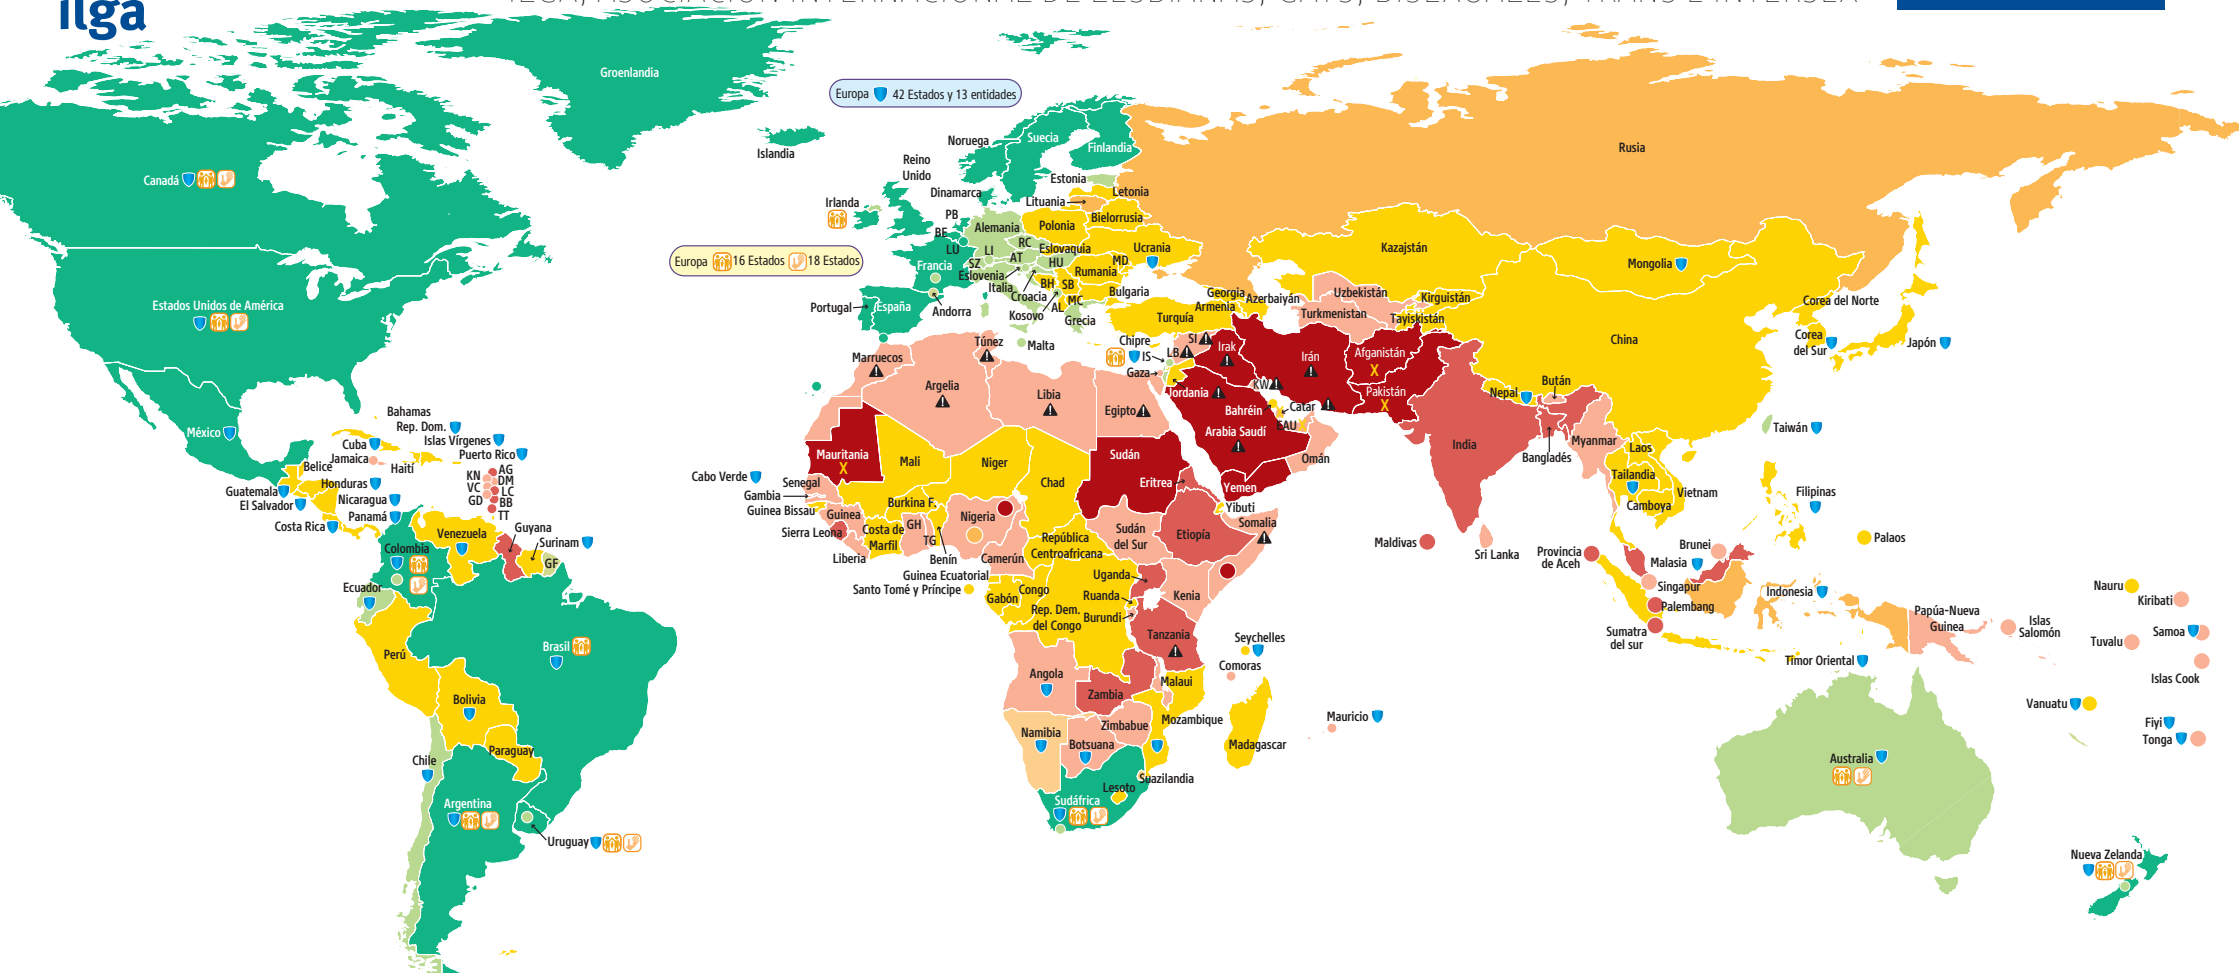 ilga
ILGA, ASOCIACIÓN INTERNACIONAL DE LESBIANAS, GAYS, BISEXUALES, TRANS E INTERSEX
Groenlandia
Europa 42 Estados y 13 entidades
Islandia
Noruega
Suecia
Finlandia
Rusia
Canadá
Reino
Unido
Estonia
Dinamarca
Letonia
Lituania
Irlanda
PB
Bielorrusia
Alemania
Polonia
BE
RC
LU
LI
Eslovaquia
Ucrania
Kazajstán
Europa 16 Estados 18 Estados
Francia
SZ
AT
HU
MD
Mongolia
Eslovenia
Rumania
Italia
BH
SB
Bulgaria
Croacia
MC
Georgia
Azerbaiyán
Uzbekistán
Kirguistán
Corea del Norte
Estados Unidos de América
Portugal
España
Andorra
Kosovo
AL
Grecia
Armenia
Turquía
Turkmenistan
Tayiskistán
China
Corea
del Sur
Japón
Malta
Chipre
SI
Túnez
IS
LB
Irak
Irán
Afganistán
Marruecos
Gaza
Argelia
Libia
Egipto
Jordania
KW
Pakistán
Nepal
Bután
Bahréin
Catar
EAU
Arabia Saudí
Omán
India
Myanmar
Bangladés
Laos
Taiwán
México
Bahamas
Rep. Dom.
Islas Vírgenes
Cuba
Puerto Rico
Jamaica
Haití
Belice
AG
KN
DM
VC
LC
GD
BB
TT
Honduras
Guatemala
Nicaragua
El Salvador
Panamá
Costa Rica
Venezuela
Guyana
Surinam
GF
Colombia
Ecuador
Cabo Verde
Mauritania
Mali
Niger
Chad
Sudán
Eritrea
Yemen
Senegal
Gambia
Guinea Bissau
Guinea
Burkina F.
Nigeria
Yibuti
Somalia
Sierra Leona
Costa de
Marfil
GH
TG
Liberia
Benín
Camerún
República
Centroafricana
Sudán
del Sur
Etiopía
Guinea Ecuatorial
Santo Tomé y Príncipe
Gabón
Congo
Uganda
Ruanda
Kenia
Rep. Dem.
del Congo
Burundi
Tanzania
Seychelles
Comoras
Tailandia
Vietnam
Camboya
Filipinas
Palaos
Maldivas
Sri Lanka
Provincia
de Aceh
Brunei
Malasia
Singapur
Indonesia
Palembang
Sumatra
del sur
Papúa-Nueva
Guinea
Islas
Salomón
Nauru
Kiribati
Tuvalu
Samoa
Timor Oriental
Islas Cook
Vanuatu
Fiyi
Tonga
Perú
Brasil
Bolivia
Paraguay
Chile
Argentina
Uruguay
Angola
Zambia
Malaui
Mozambique
Zimbabue
Namibia
Botsuana
Madagascar
Mauricio
Suazilandia
Lesoto
Sudáfrica
Australia
Nueva Zelanda